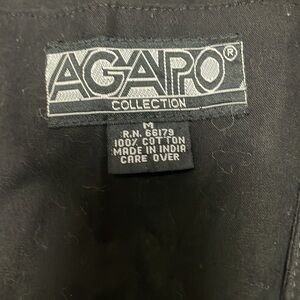 AGAPO®
COLLECTION
M
R.N. 66179
100% COTTON
MADE IN INDIA
CARE OVER